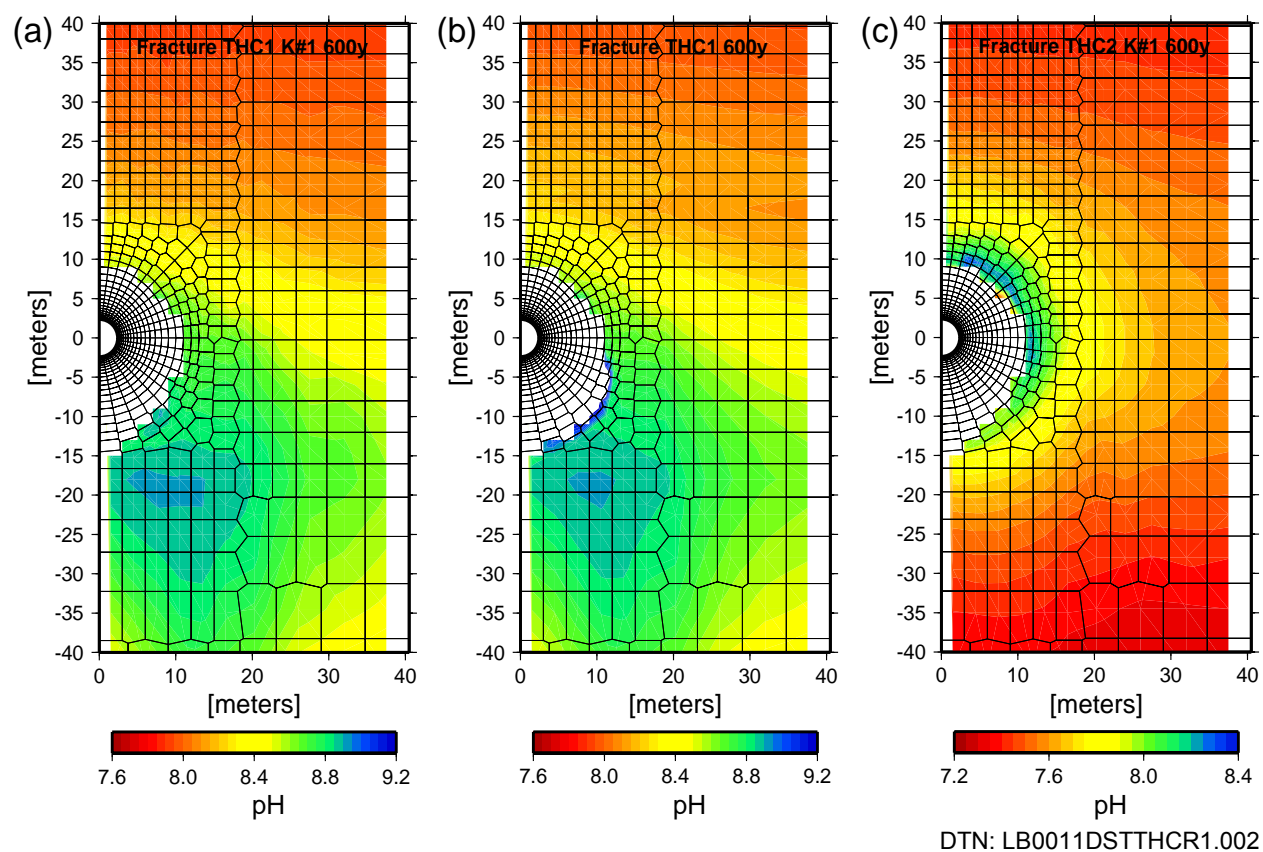 (a)
Fracture THC1 K#1 600y
40
35
30
25
20
15
10
5
0
-5
-10
-15
-20
-25
-30
-35
-40
[meters]
0 10 20 30 40
[meters]
7.6 8.0 8.4 8.8 9.2
pH
(b)
Fracture THC1 600y
40
35
30
25
20
15
10
5
0
-5
-10
-15
-20
-25
-30
-35
-40
[meters]
0 10 20 30 40
[meters]
7.6 8.0 8.4 8.8 9.2
pH
(c)
Fracture THC2 K#1 600y
40
35
30
25
20
15
10
5
0
-5
-10
-15
-20
-25
-30
-35
-40
[meters]
0 10 20 30 40
[meters]
7.2 7.6 8.0 8.4
pH
DTN: LB0011DSTTHCR1.002